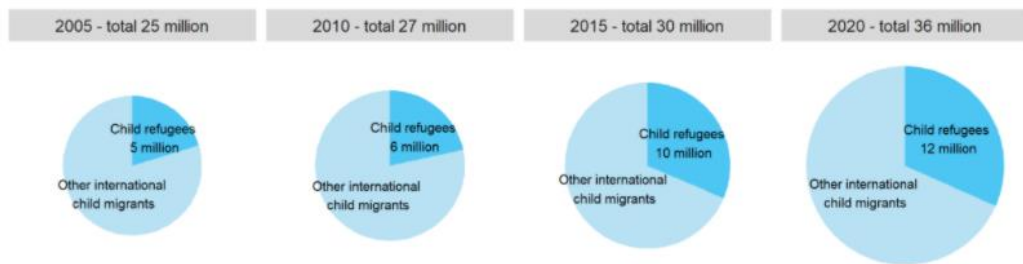 2005 - total 25 million
2010 - total 27 million
2015 - total 30 million
2020 - total 36 million
Child refugees
5 million
Other international
child migrants
Child refugees
6 million
Other international
child migrants
Child refugees
10 million
Other international
child migrants
Child refugees
12 million
Other international
child migrants